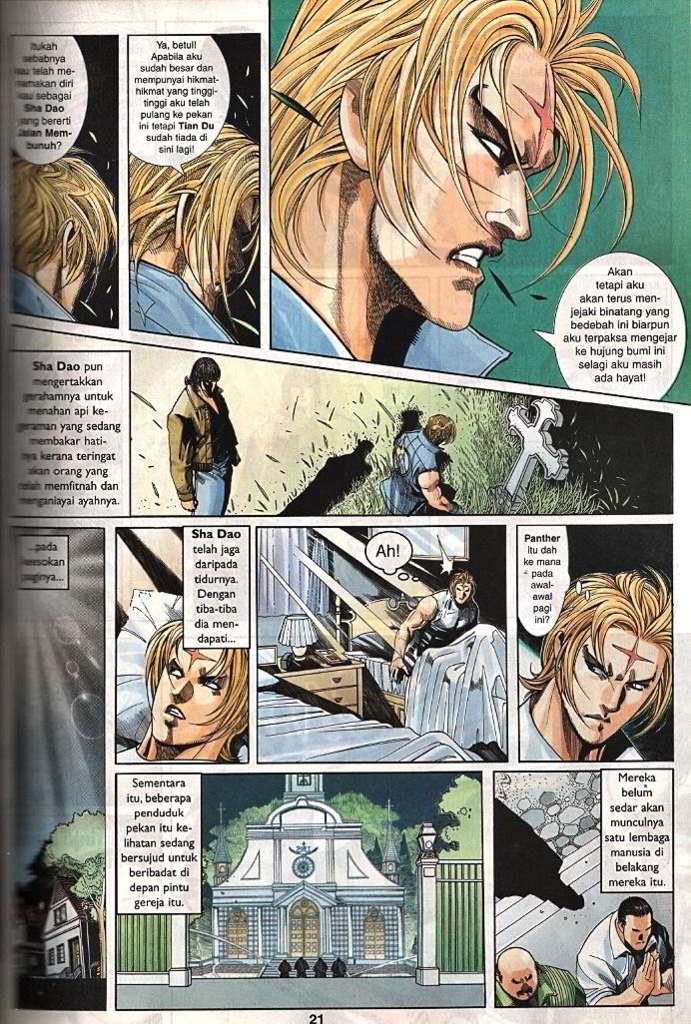 Itukah
sebabnya
kau telah me-
namakan diri
kau sebagai
Sha Dao
yang bererti
Jalan Mem-
bunuh?
Ya, betul!
Apabila aku
sudah besar dan
mempunyai hikmat-
hikmat yang tinggi-
tinggi aku telah
pulang ke pekan
ini tetapi Tian Du
sudah tiada di
sini lagi!
Akan
tetapi aku
akan terus men-
jejaki binatang yang
bedebah ini biarpun
aku terpaksa mengejar
ke hujung bumi ini
selagi aku masih
ada hayat!
Sha Dao pun
mengertakkan
gerahamnya untuk
menahan api ke-
geraman yang sedang
membakar hati-
nya kerana teringat
akan orang yang
telah memfitnah dan
menganiayai ayahnya.
...pada
keesokan
paginya...
Sha Dao
telah jaga
daripada
tidurnya.
Dengan
tiba-tiba
dia men-
dapati...
Ah!
Panther
itu dah
ke mana
pada
awal-
awal
pagi
ini?
Sementara
itu, beberapa
penduduk
pekan itu ke-
lihatan sedang
bersujud untuk
beribadat di
depan pintu
gereja itu.
Mereka
belum
sedar akan
munculnya
satu lembaga
manusia di
belakang
mereka itu.
21